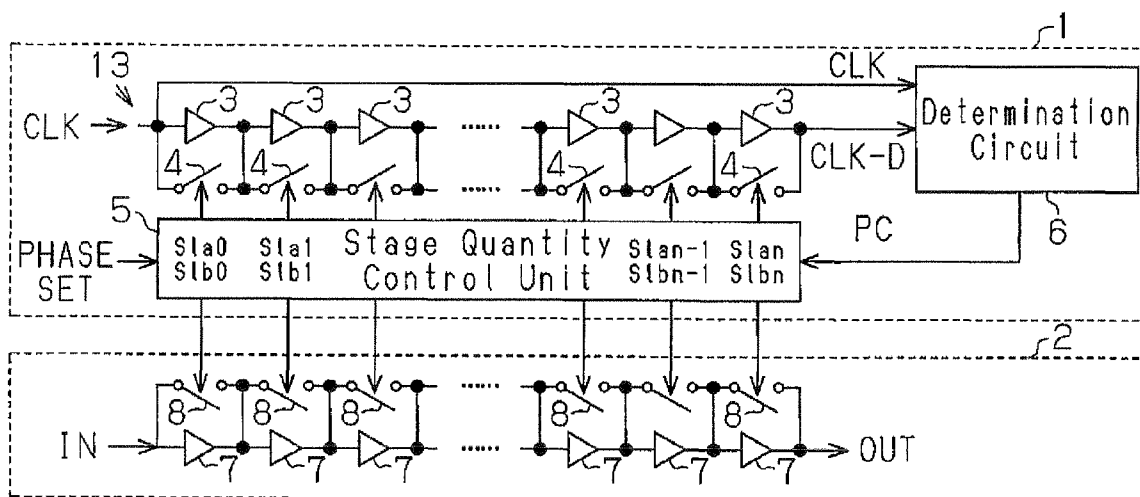 1
13
CLK
3 3 3 3 3
CLK
Determination
Circuit
CLK-D
4 4 4 4
5
6
PHASE
SET
Sla0 Sla1 Stage Quantity Slan-1 Slan
Slb0 Slb1 Control Unit Slbn-1 Slbn
PC
2
8 8 8 8 8
IN
OUT
7 7 7 7 7 7